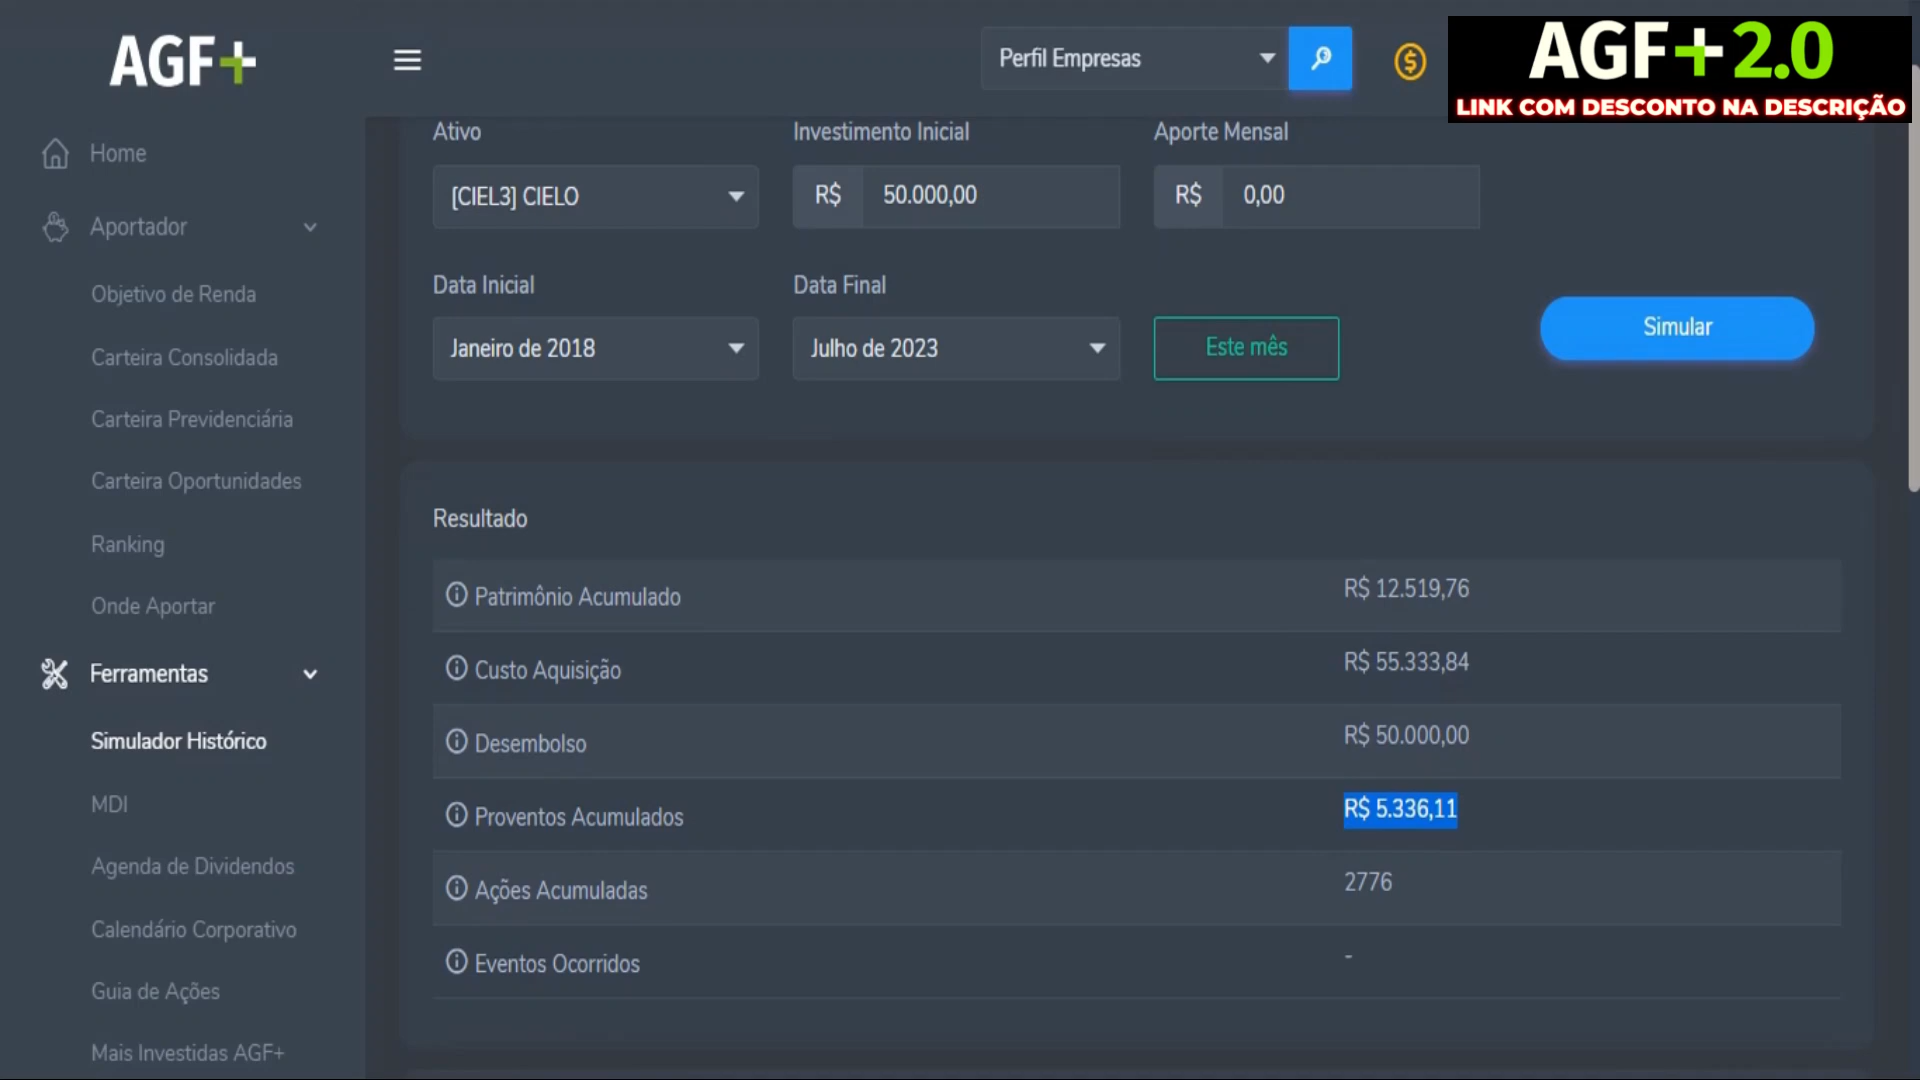 AGF+
Perfil Empresas
AGF+2.0
LINK COM DESCONTO NA DESCRIÇÃO
Home
Aportador
Objetivo de Renda
Carteira Consolidada
Carteira Previdenciária
Carteira Oportunidades
Ranking
Onde Aportar
Ferramentas
Simulador Histórico
MDI
Agenda de Dividendos
Calendário Corporativo
Guia de Ações
Mais Investidas AGF+
Ativo
Investimento Inicial
Aporte Mensal
[CIEL3] CIELO
R$ 50.000,00
R$ 0,00
Data Inicial
Data Final
Janeiro de 2018
Julho de 2023
Este mês
Simular
Resultado
Patrimônio Acumulado R$ 12.519,76
Custo Aquisição R$ 55.333,84
Desembolso R$ 50.000,00
Proventos Acumulados R$ 5.336,11
Ações Acumuladas 2776
Eventos Ocorridos -